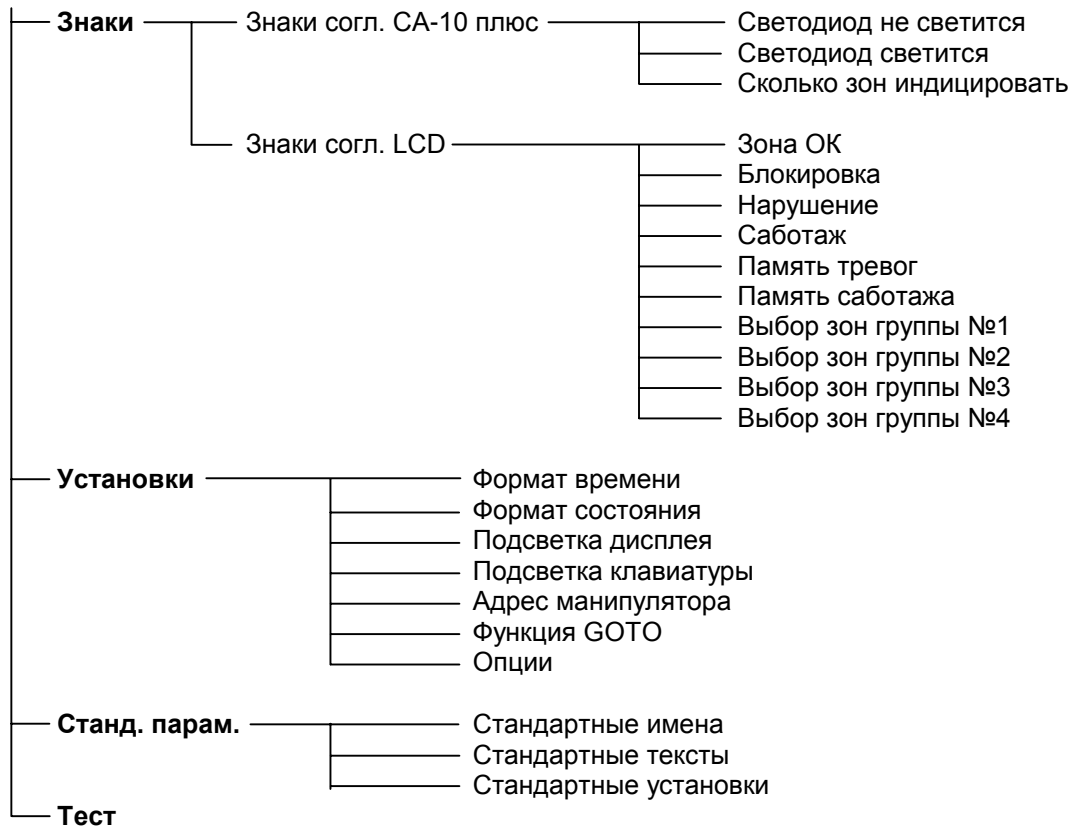 Знаки Знаки согл. СА-10 плюс Светодиод не светится
Светодиод светится
Сколько зон индицировать
Знаки согл. LCD Зона ОК
Блокировка
Нарушение
Саботаж
Память тревог
Память саботажа
Выбор зон группы №1
Выбор зон группы №2
Выбор зон группы №3
Выбор зон группы №4
Установки Формат времени
Формат состояния
Подсветка дисплея
Подсветка клавиатуры
Адрес манипулятора
Функция GOTO
Опции
Станд. парам. Стандартные имена
Стандартные тексты
Стандартные установки
Тест